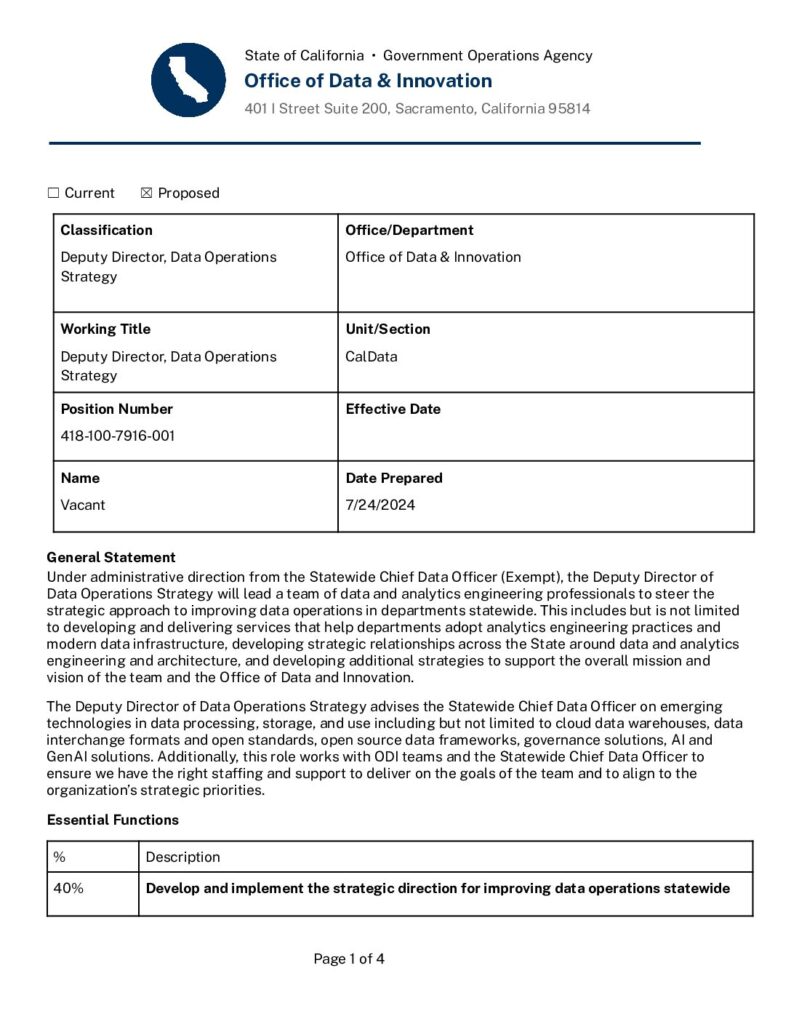 State of California • Government Operations Agency
Office of Data & Innovation
401 I Street Suite 200, Sacramento, California 95814
☐ Current ☒ Proposed
Classification
Deputy Director, Data Operations
Strategy
Office/Department
Office of Data & Innovation
Working Title
Deputy Director, Data Operations
Strategy
Unit/Section
CalData
Position Number
418-100-7916-001
Effective Date
Name
Vacant
Date Prepared
7/24/2024
General Statement
Under administrative direction from the Statewide Chief Data Officer (Exempt), the Deputy Director of
Data Operations Strategy will lead a team of data and analytics engineering professionals to steer the
strategic approach to improving data operations in departments statewide. This includes but is not limited
to developing and delivering services that help departments adopt analytics engineering practices and
modern data infrastructure, developing strategic relationships across the State around data and analytics
engineering and architecture, and developing additional strategies to support the overall mission and
vision of the team and the Office of Data and Innovation.
The Deputy Director of Data Operations Strategy advises the Statewide Chief Data Officer on emerging
technologies in data processing, storage, and use including but not limited to cloud data warehouses, data
interchange formats and open standards, open source data frameworks, governance solutions, AI and
GenAI solutions. Additionally, this role works with ODI teams and the Statewide Chief Data Officer to
ensure we have the right staffing and support to deliver on the goals of the team and to align to the
organization's strategic priorities.
Essential Functions
% Description
40% Develop and implement the strategic direction for improving data operations statewide
Page 1 of 4